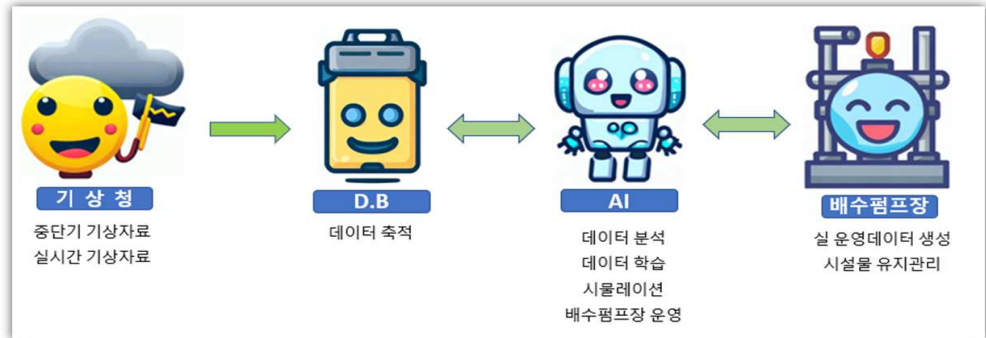 기 상 청
중단기 기상자료
실시간 기상자료
D.B
데이터 축적
AI
데이터 분석
데이터 학습
시물레이션
배수펌프장 운영
배수펌프장
실 운영데이터 생성
시설물 유지관리